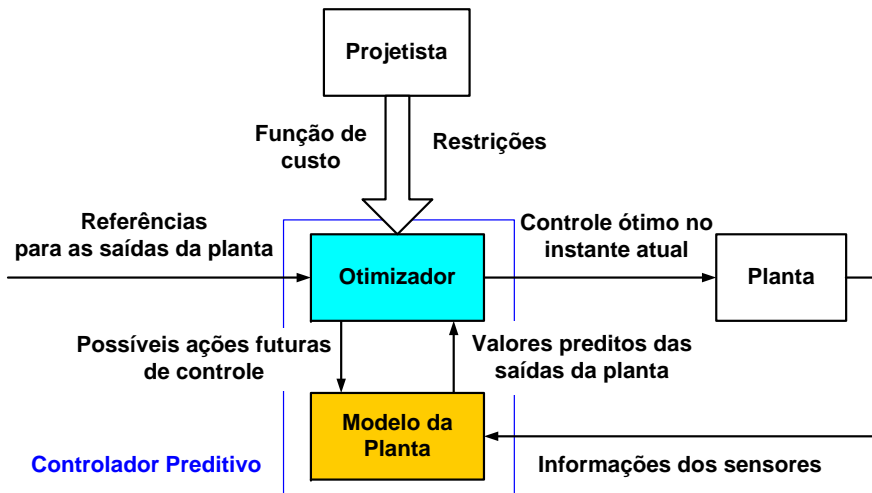 Projetista
Função de
custo
Restrições
Referências
para as saídas da planta
Controle ótimo no
instante atual
Otimizador
Planta
Possíveis ações futuras
de controle
Valores preditos das
saídas da planta
Modelo da
Planta
Controlador Preditivo
Informações dos sensores